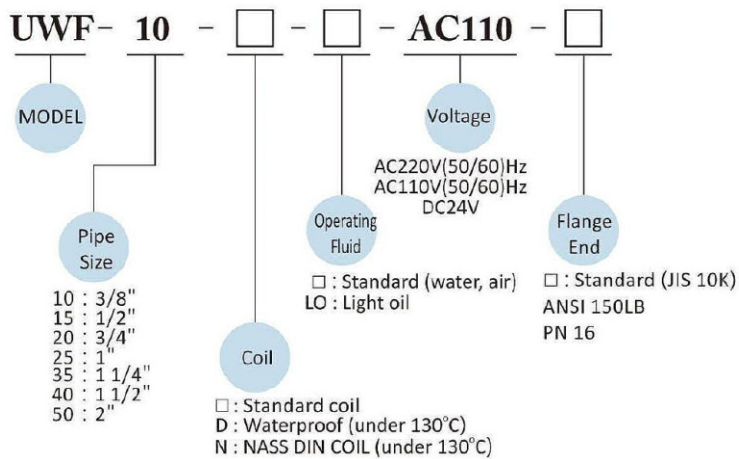 UWF - 10 - □ - □ - AC110 - □
MODEL
Pipe
Size
10 : 3/8"
15 : 1/2"
20 : 3/4"
25 : 1"
35 : 1 1/4"
40 : 1 1/2"
50 : 2"
Coil
□ : Standard coil
D : Waterproof (under 130°C)
N : NASS DIN COIL (under 130°C)
Operating
Fluid
□ : Standard (water, air)
LO : Light oil
Voltage
AC220V(50/60)Hz
AC110V(50/60)Hz
DC24V
Flange
End
□ : Standard (JIS 10K)
ANSI 150LB
PN 16